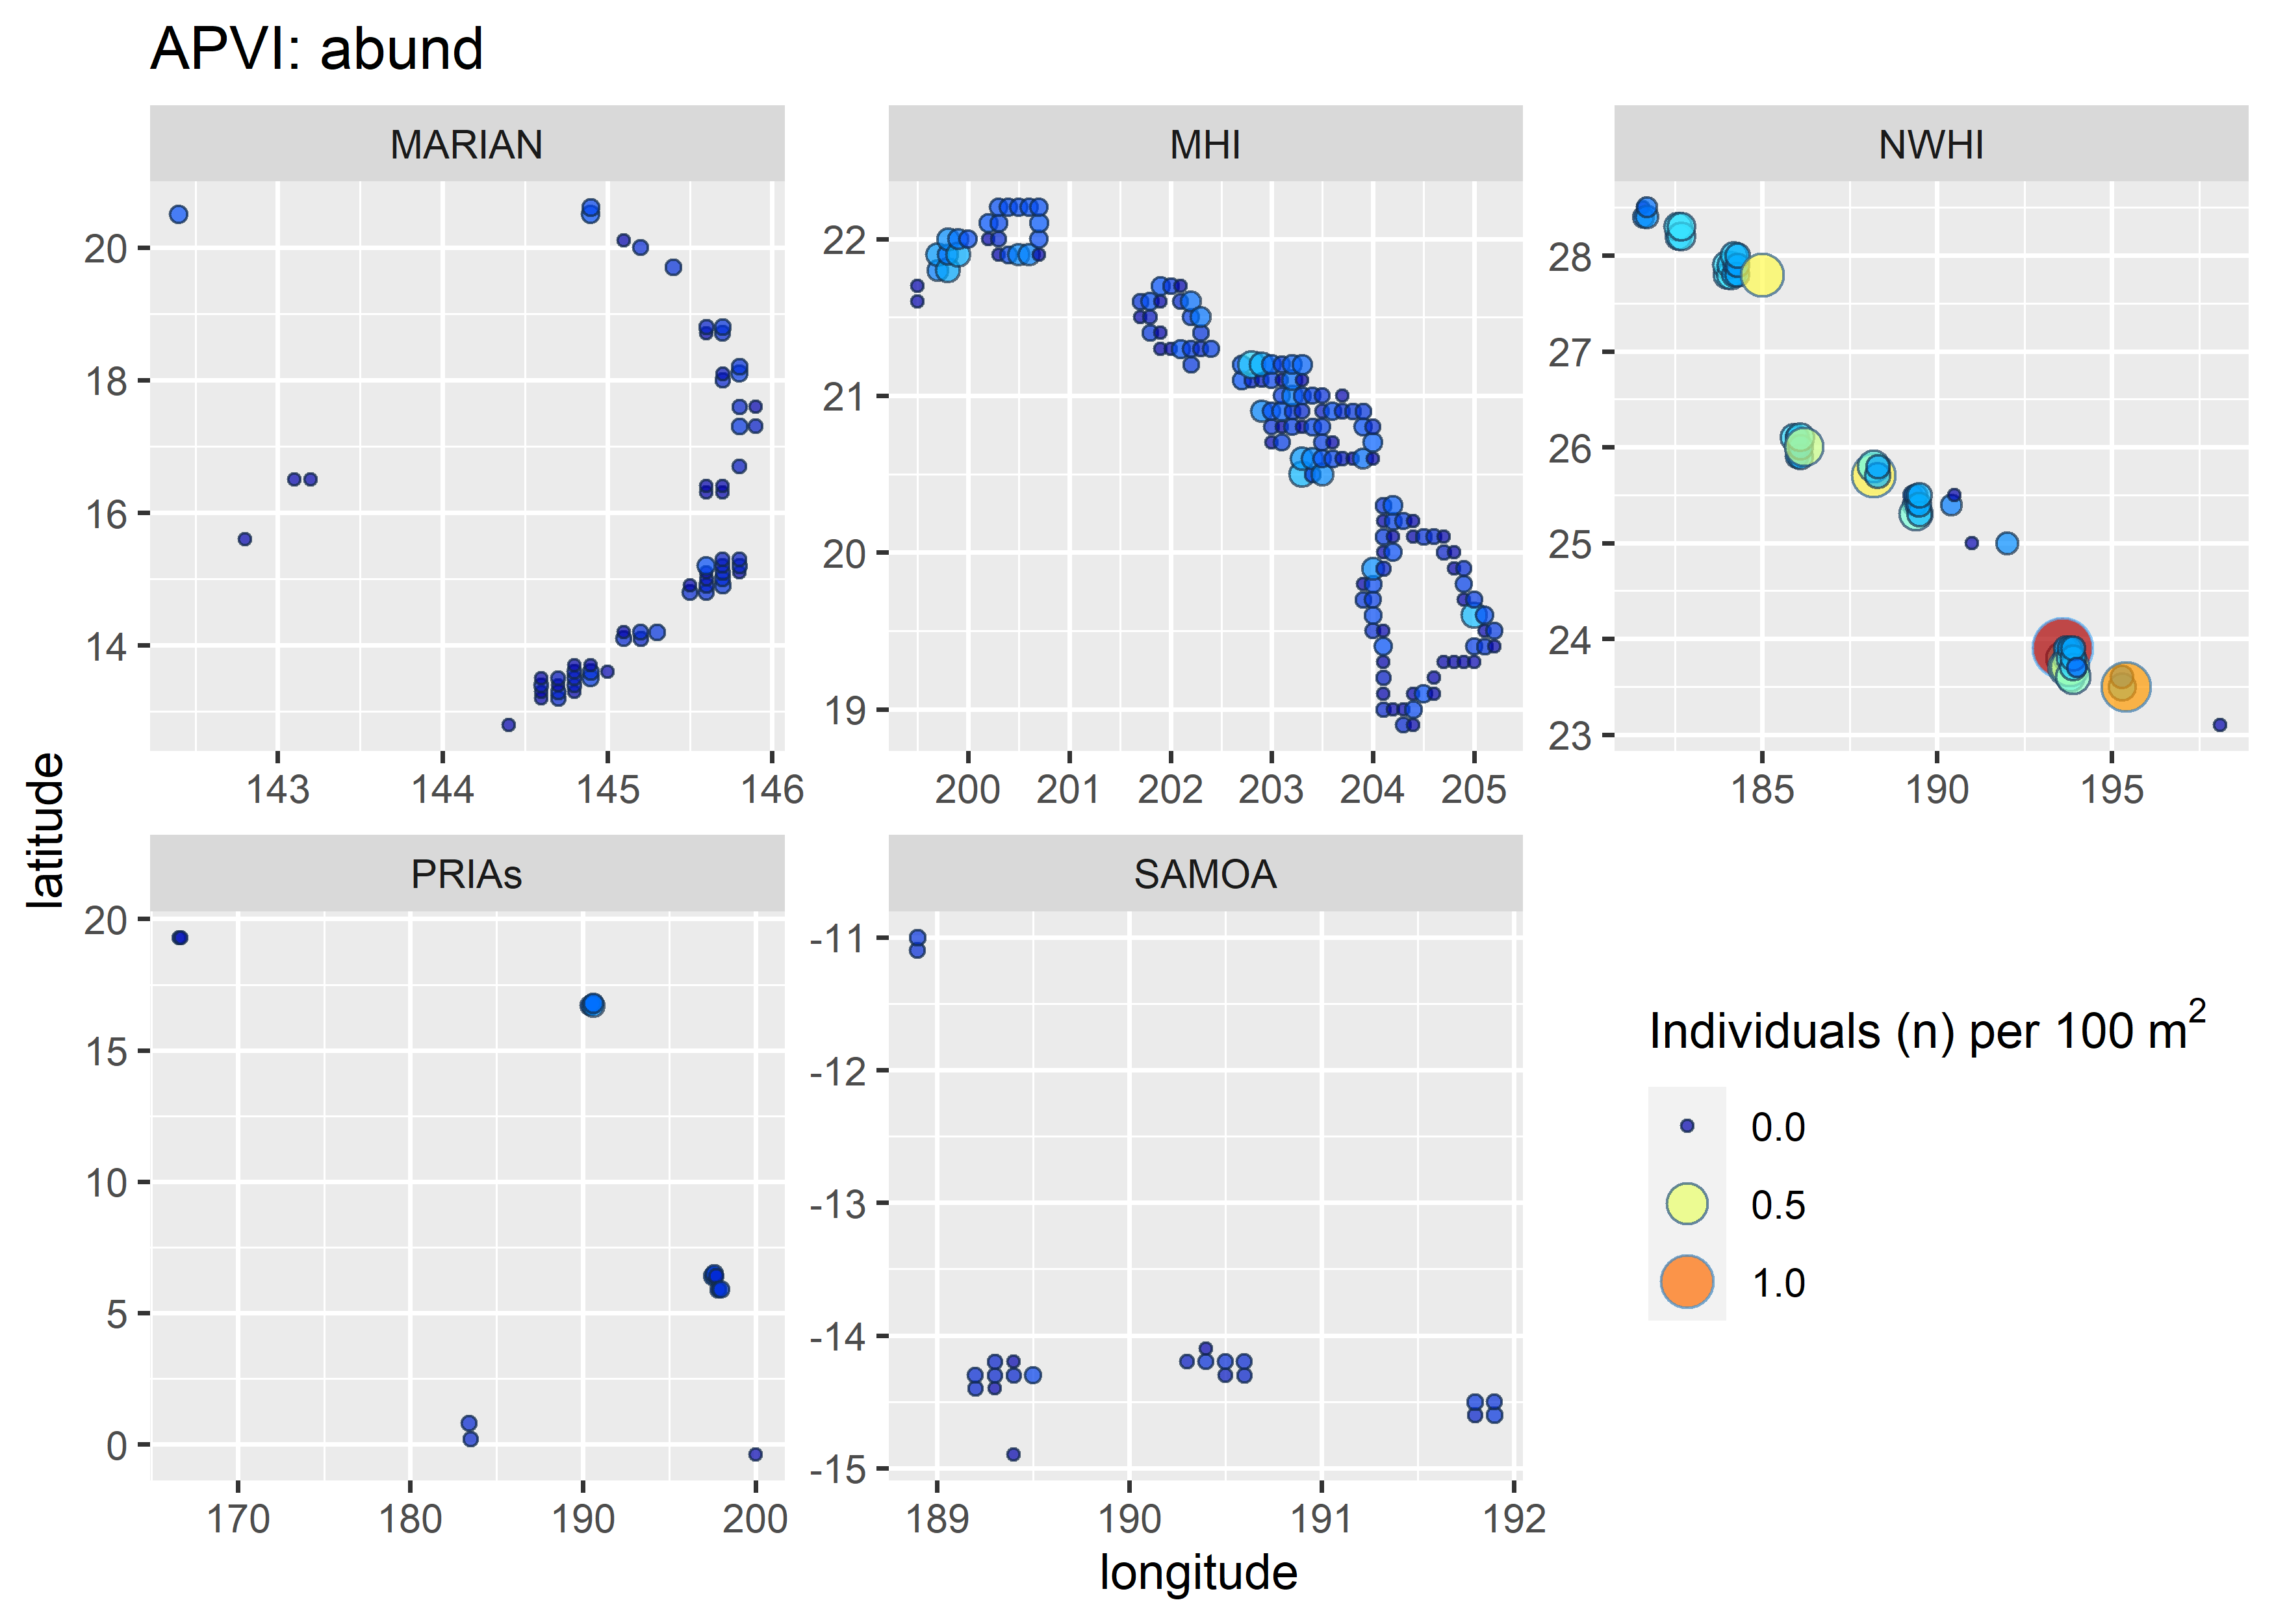 APVI: abund
MARIAN
MHI
NWHI
20
18
16
14
143 144 145 146
22
21
20
19
200 201 202 203 204 205
28
27
26
25
24
23
185 190 195
latitude
PRIAs
SAMOA
20
15
10
5
0
170 180 190 200
-11
-12
-13
-14
-15
189 190 191 192
longitude
Individuals (n) per 100 m²
0.0
0.5
1.0